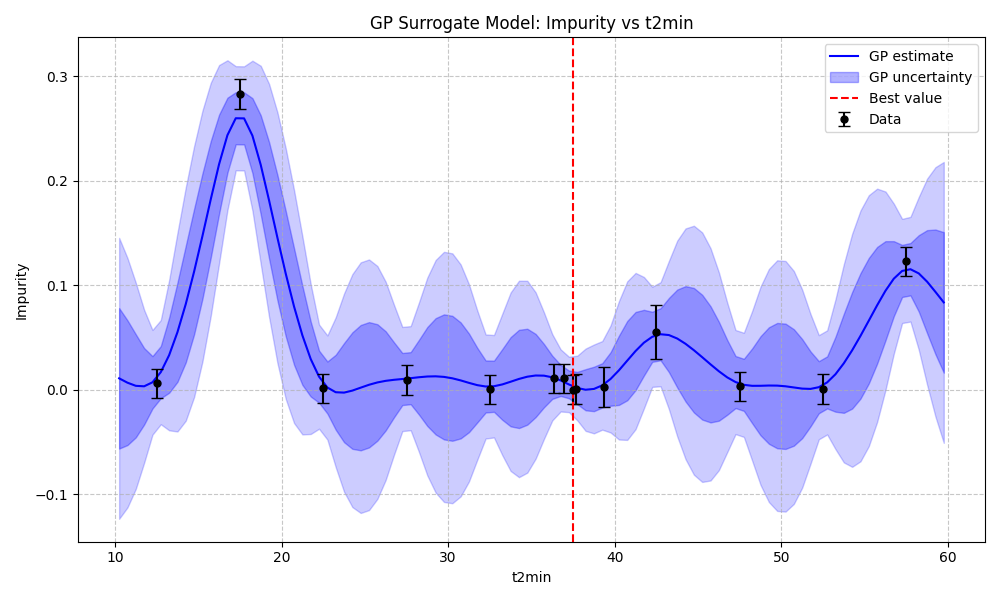 GP Surrogate Model: Impurity vs t2min
GP estimate
GP uncertainty
Best value
Data
Impurity
0.3
0.2
0.1
0.0
−0.1
10
20
30
40
50
60
t2min